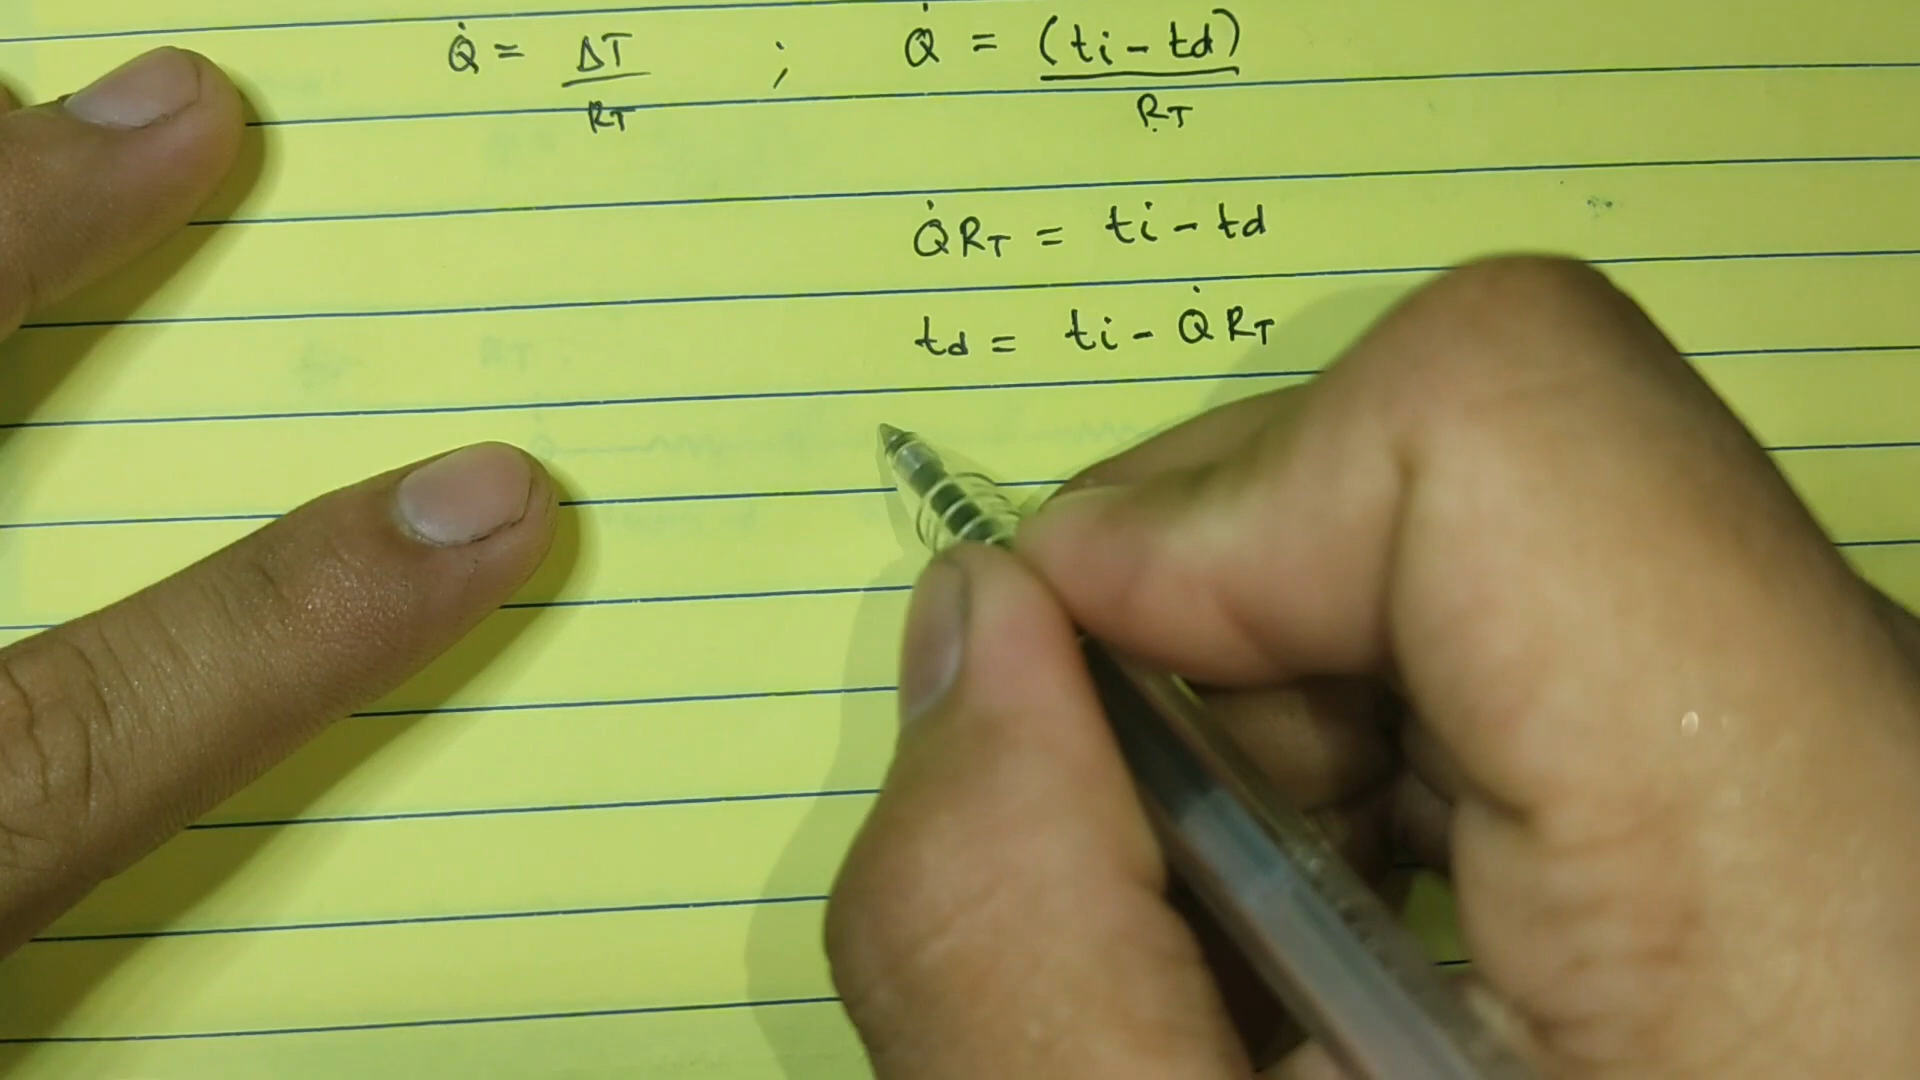 Q̇ = ΔT / RT ; Q̇ = (ti - td) / RT
Q̇ RT = ti - td
td = ti - Q̇ RT